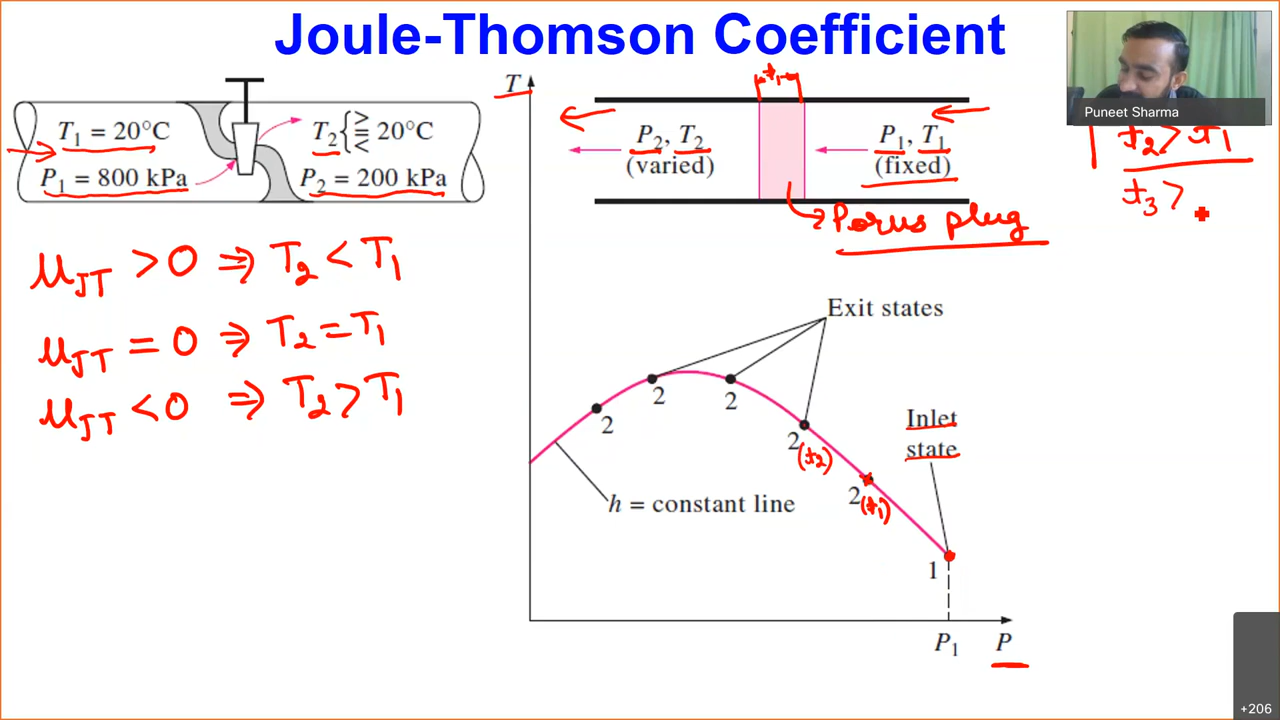 Joule-Thomson Coefficient
Puneet Sharma
T₁ = 20°C
T₂ { > = < 20°C
P₁ = 800 kPa
P₂ = 200 kPa
T
t₁
P₂, T₂
(varied)
P₁, T₁
(fixed)
Porus plug
t₂ > t₁
t₃ >
μJT > 0 ⇒ T₂ < T₁
μJT = 0 ⇒ T₂ = T₁
μJT < 0 ⇒ T₂ > T₁
Exit states
2
2
2
2
(t₂)
2
(t₁)
Inlet
state
h = constant line
1
P₁
P
+206